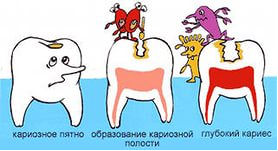 кариозное пятно
образование кариозной
полости
глубокий кариес